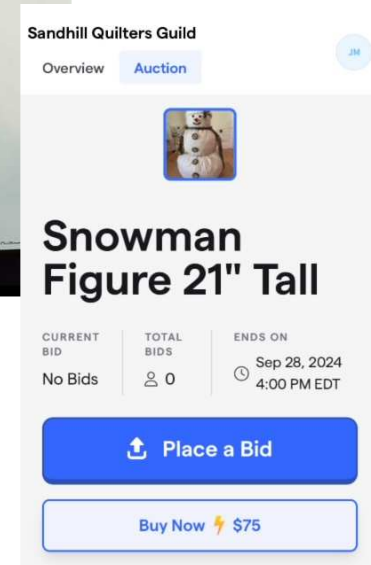 Sandhill Quilters Guild
JM
Overview Auction
Snowman
Figure 21" Tall
CURRENT
BID
No Bids
TOTAL
BIDS
0
ENDS ON
Sep 28, 2024
4:00 PM EDT
Place a Bid
Buy Now ⚡ $75